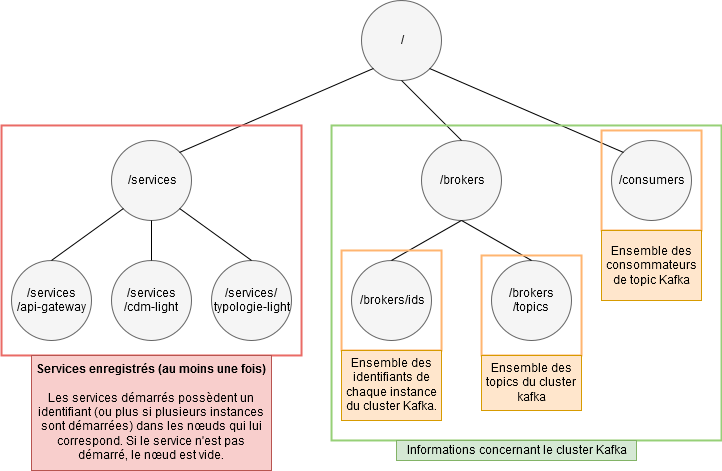 /
/services
/brokers
/consumers
/services
/api-gateway
/services
/cdm-light
/services/
typologie-light
/brokers/ids
/brokers
/topics
Ensemble des
consommateurs
de topic Kafka
Services enregistrés (au moins une fois)
Les services démarrés possèdent un
identifiant (ou plus si plusieurs instances
sont démarrées) dans les nœuds qui lui
correspond. Si le service n'est pas
démarré, le nœud est vide.
Ensemble des
identifiants de
chaque instance
du cluster Kafka.
Ensemble des
topics du cluster
kafka
Informations concernant le cluster Kafka